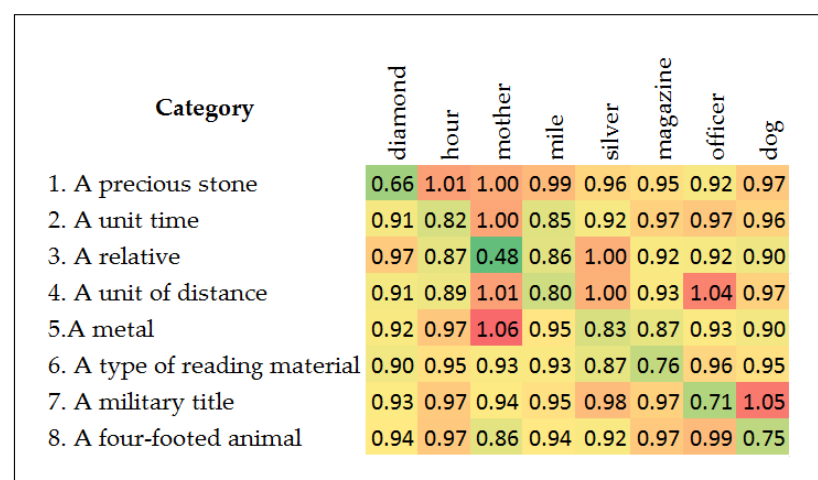 Category diamond hour mother mile silver magazine officer dog
1. A precious stone 0.66 1.01 1.00 0.99 0.96 0.95 0.92 0.97
2. A unit time 0.91 0.82 1.00 0.85 0.92 0.97 0.97 0.96
3. A relative 0.97 0.87 0.48 0.86 1.00 0.92 0.92 0.90
4. A unit of distance 0.91 0.89 1.01 0.80 1.00 0.93 1.04 0.97
5.A metal 0.92 0.97 1.06 0.95 0.83 0.87 0.93 0.90
6. A type of reading material 0.90 0.95 0.93 0.93 0.87 0.76 0.96 0.95
7. A military title 0.93 0.97 0.94 0.95 0.98 0.97 0.71 1.05
8. A four-footed animal 0.94 0.97 0.86 0.94 0.92 0.97 0.99 0.75